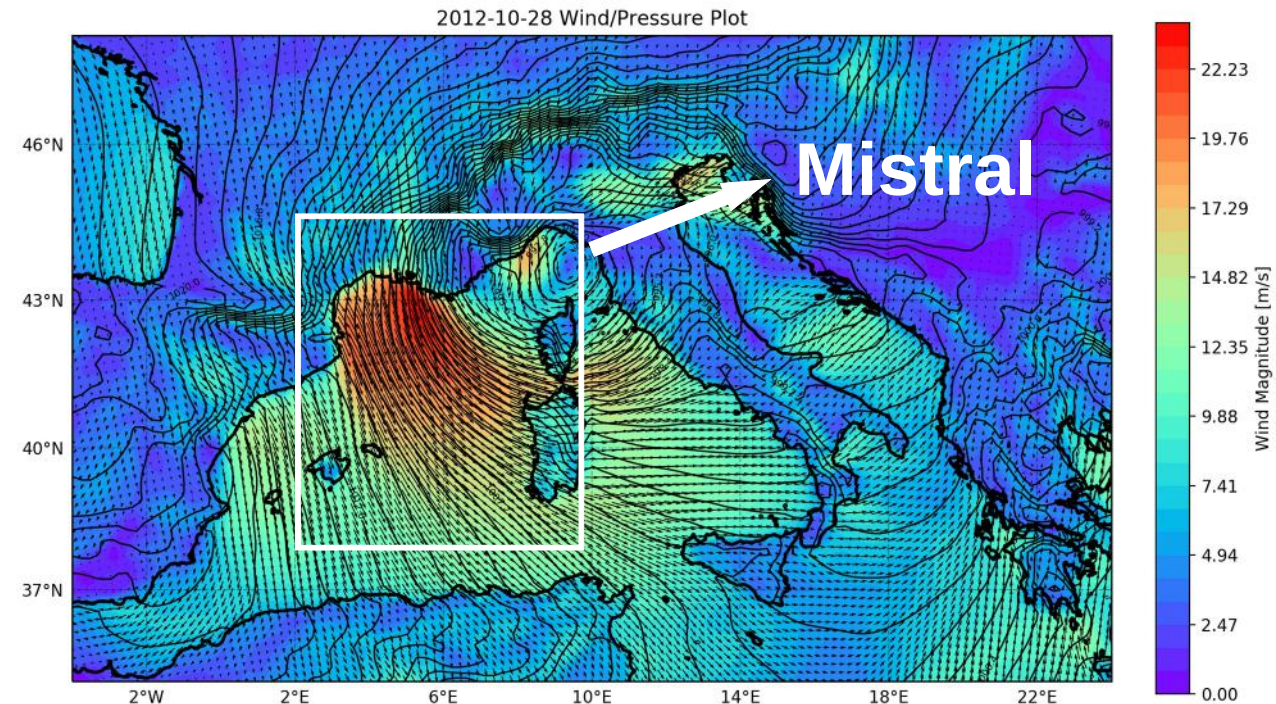 2012-10-28 Wind/Pressure Plot
Mistral
46°N
43°N
40°N
37°N
2°W
2°E
6°E
10°E
14°E
18°E
22°E
22.23
19.76
17.29
14.82
12.35
9.88
7.41
4.94
2.47
0.00
Wind Magnitude [m/s]
1020.0